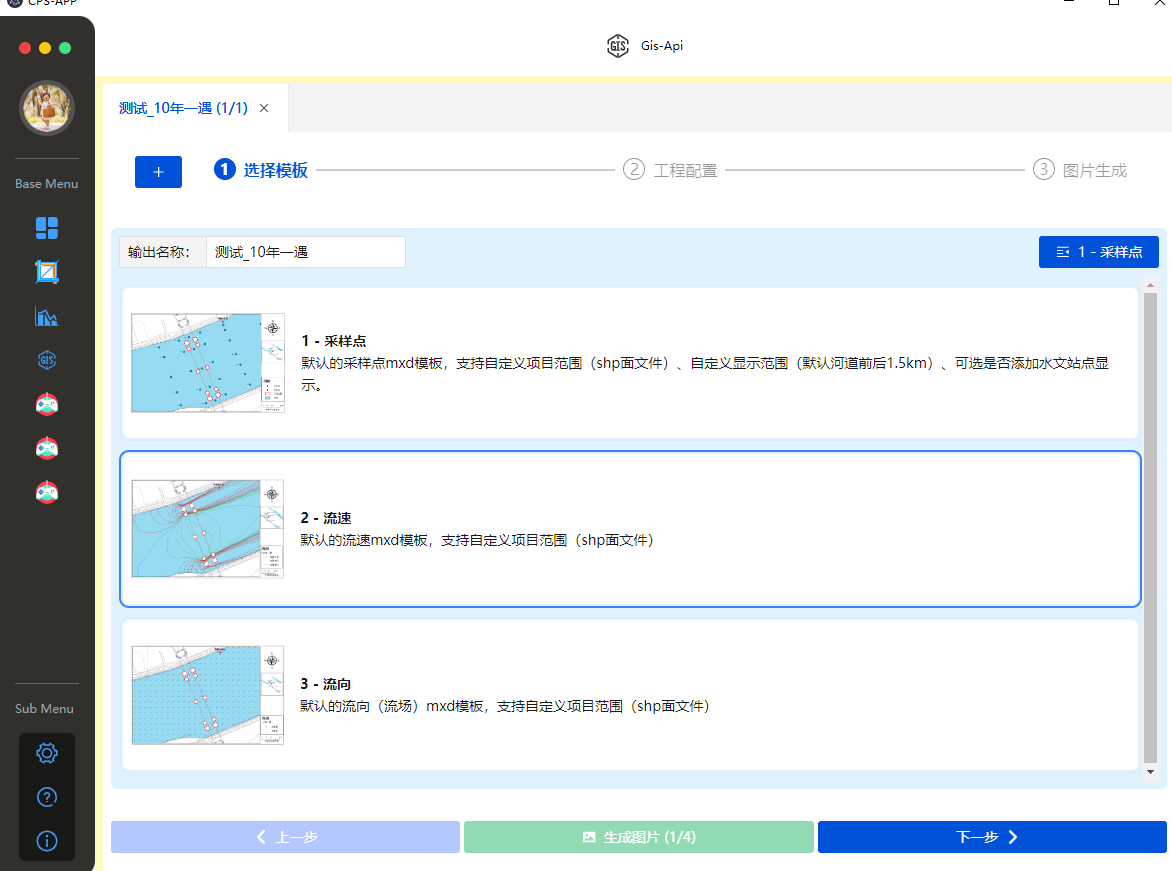 CPS-APP
Gis-Api
测试_10年一遇 (1/1)
Base Menu
+
1 选择模板
2 工程配置
3 图片生成
输出名称：
测试_10年一遇
1 - 采样点
1 - 采样点
默认的采样点mxd模板，支持自定义项目范围（shp面文件）、自定义显示范围（默认河道前后1.5km）、可选是否添加水文站点显
示。
2 - 流速
默认的流速mxd模板，支持自定义项目范围（shp面文件）
3 - 流向
默认的流向（流场）mxd模板，支持自定义项目范围（shp面文件）
Sub Menu
上一步
生成图片 (1/4)
下一步
GIS
GIS